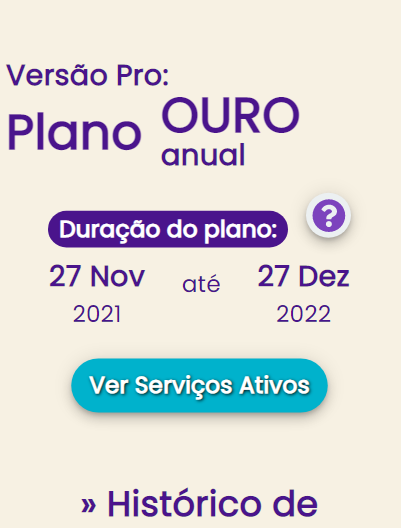 Versão Pro:
Plano OURO
anual
Duração do plano:
?
27 Nov até 27 Dez
2021 2022
Ver Serviços Ativos
» Histórico de